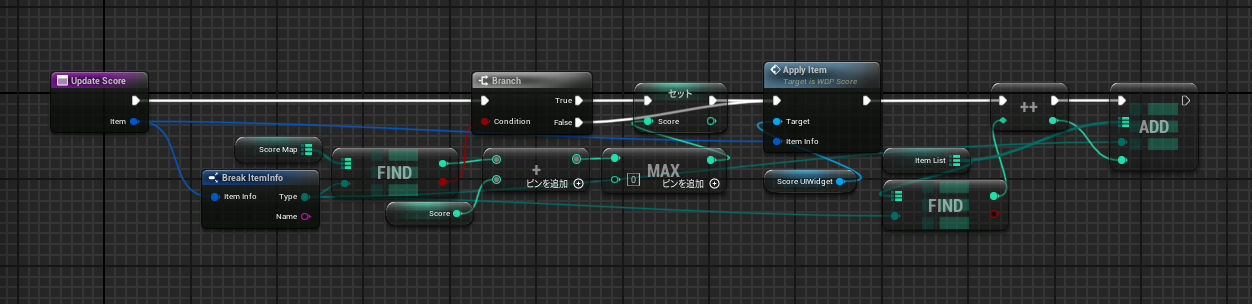 Update Score
Item
Score Map
Break ItemInfo
Item Info
Type
Name
FIND
Score
Branch
True
Condition
False
+
ピンを追加
セット
Score
MAX
0
ピンを追加
Apply Item
Target is WDP Score
Target
Item Info
Score UIWidget
Item List
FIND
++
ADD